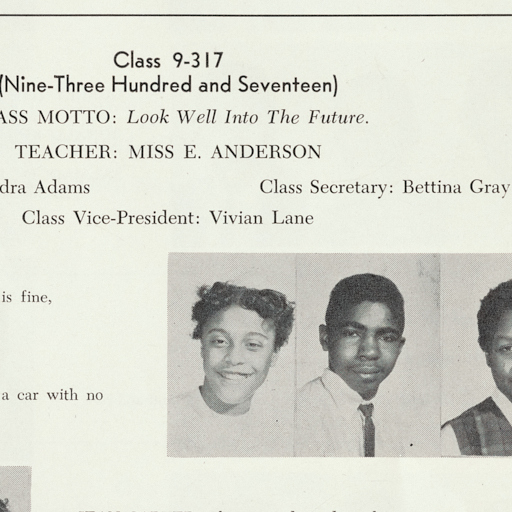 Class 9-317
(Nine-Three Hundred and Seventeen)
ASS MOTTO: Look Well Into The Future.
TEACHER: MISS E. ANDERSON
dra Adams Class Secretary: Bettina Gray
Class Vice-President: Vivian Lane
is fine,
a car with no